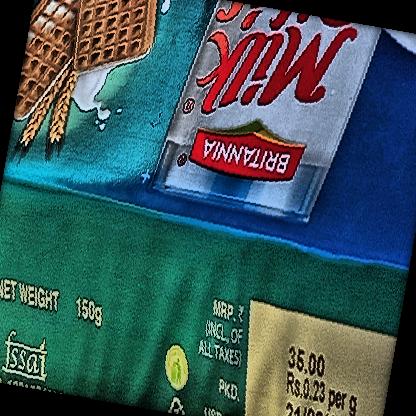 Milk
BRITANNIA
NET WEIGHT 150g
fssai
MRP. ₹
(INCL, OF
ALL TAXES)
PKD.
35.00
Rs.0.23 per g